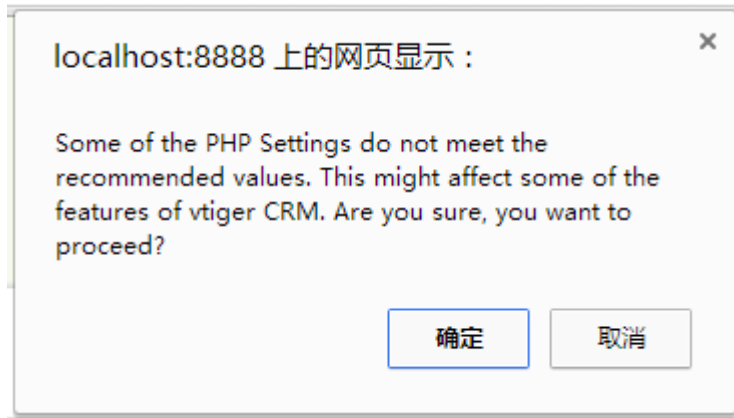 localhost:8888 上的网页显示：
Some of the PHP Settings do not meet the
recommended values. This might affect some of the
features of vtiger CRM. Are you sure, you want to
proceed?
确定 取消